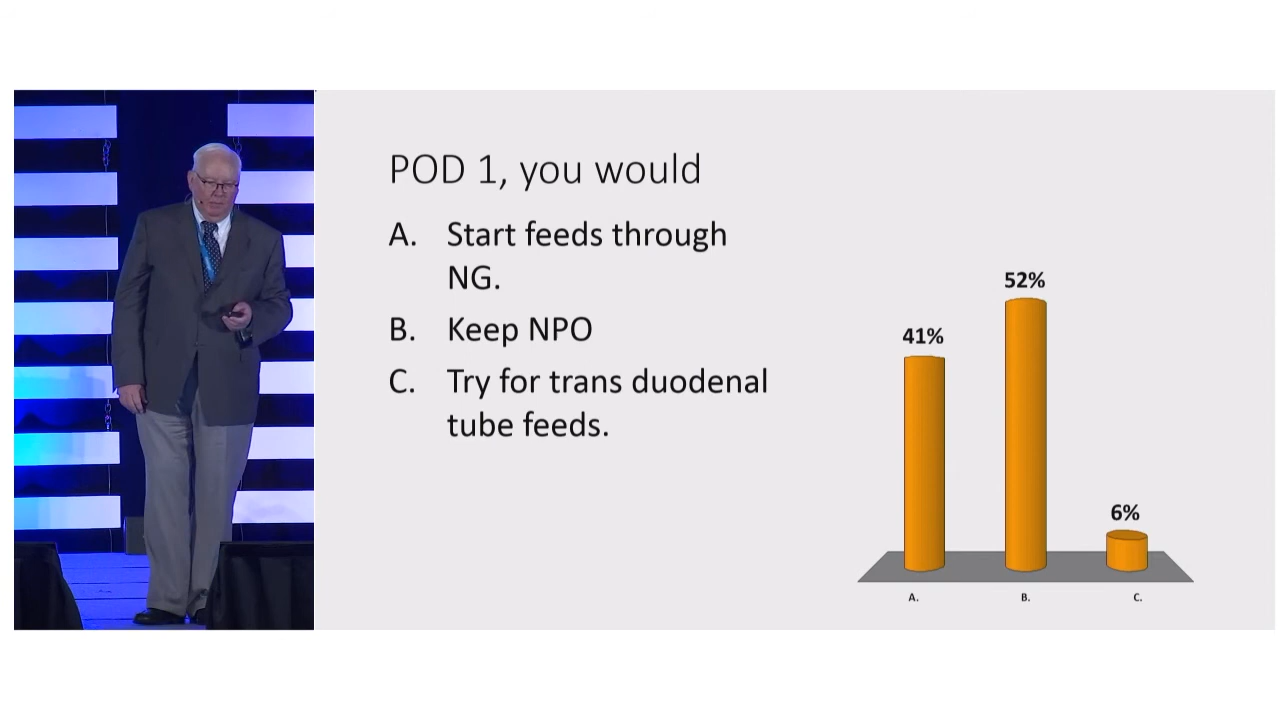 POD 1, you would
A. Start feeds through
NG.
B. Keep NPO
C. Try for trans duodenal
tube feeds.
41%
52%
6%
A.
B.
C.